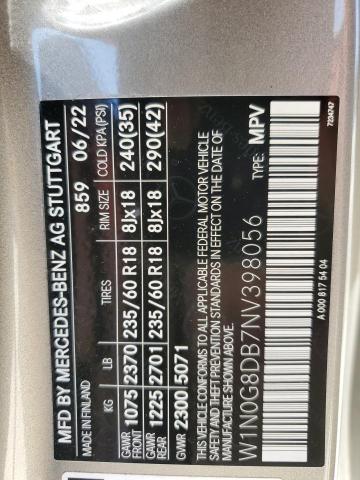 MFD BY MERCEDES-BENZ AG STUTTGART
MADE IN FINLAND 859 06/22
KG LB TIRES RIM SIZE COLD KPA(PSI)
GAWR FRONT 1075 2370 235/60 R18 8Jx18 240(35)
GAWR REAR 1225 2701 235/60 R18 8Jx18 290(42)
GVWR 2300 5071
THIS VEHICLE CONFORMS TO ALL APPLICABLE FEDERAL MOTOR VEHICLE
SAFETY, BUMPER, AND THEFT PREVENTION STANDARDS IN EFFECT ON THE DATE OF
MANUFACTURE SHOWN ABOVE.
W1N0G8DB7NV398056 TYPE: MPV
A 000 817 54 04
7234747